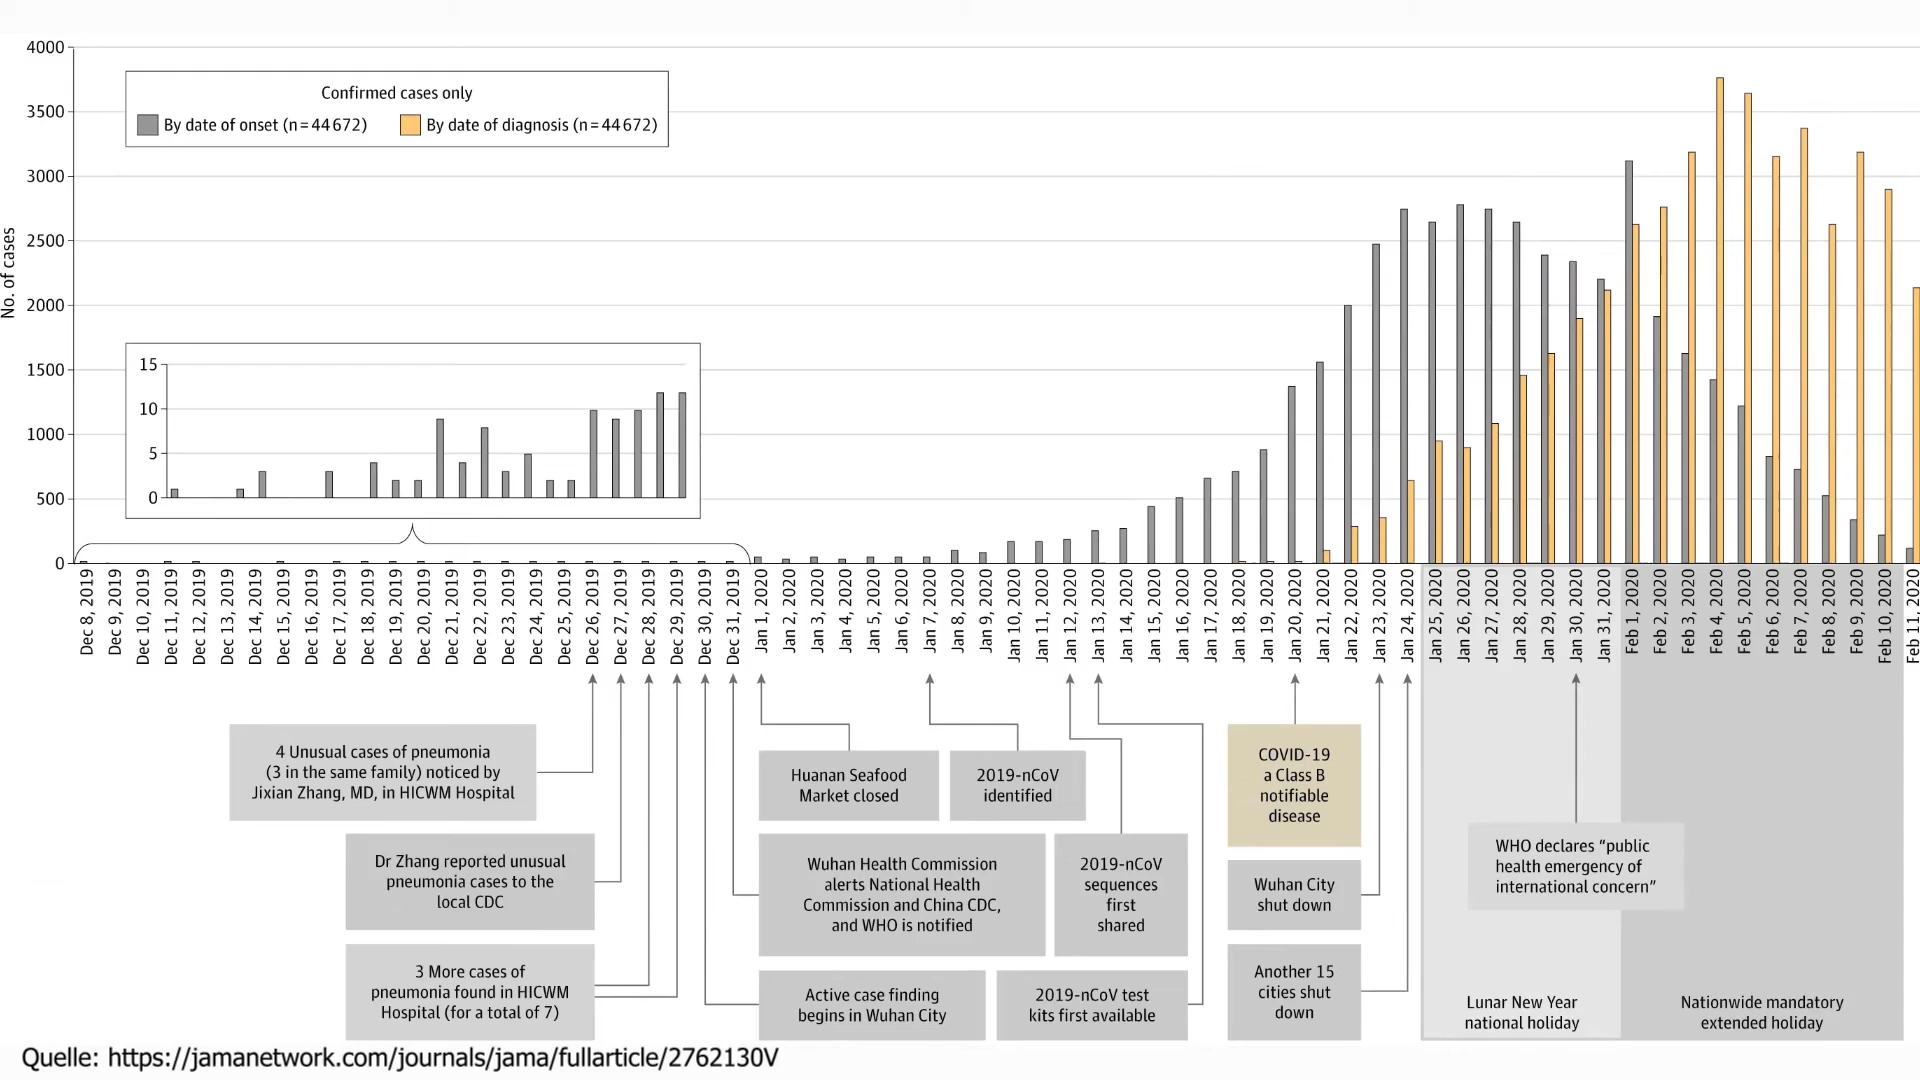 4000
3500
3000
2500
2000
1500
1000
500
0
No. of cases
Confirmed cases only
By date of onset (n = 44 672)
By date of diagnosis (n = 44 672)
15
10
5
0
Dec 8, 2019
Dec 9, 2019
Dec 10, 2019
Dec 11, 2019
Dec 12, 2019
Dec 13, 2019
Dec 14, 2019
Dec 15, 2019
Dec 16, 2019
Dec 17, 2019
Dec 18, 2019
Dec 19, 2019
Dec 20, 2019
Dec 21, 2019
Dec 22, 2019
Dec 23, 2019
Dec 24, 2019
Dec 25, 2019
Dec 26, 2019
Dec 27, 2019
Dec 28, 2019
Dec 29, 2019
Dec 30, 2019
Dec 31, 2019
Jan 1, 2020
Jan 2, 2020
Jan 3, 2020
Jan 4, 2020
Jan 5, 2020
Jan 6, 2020
Jan 7, 2020
Jan 8, 2020
Jan 9, 2020
Jan 10, 2020
Jan 11, 2020
Jan 12, 2020
Jan 13, 2020
Jan 14, 2020
Jan 15, 2020
Jan 16, 2020
Jan 17, 2020
Jan 18, 2020
Jan 19, 2020
Jan 20, 2020
Jan 21, 2020
Jan 22, 2020
Jan 23, 2020
Jan 24, 2020
Jan 25, 2020
Jan 26, 2020
Jan 27, 2020
Jan 28, 2020
Jan 29, 2020
Jan 30, 2020
Jan 31, 2020
Feb 1, 2020
Feb 2, 2020
Feb 3, 2020
Feb 4, 2020
Feb 5, 2020
Feb 6, 2020
Feb 7, 2020
Feb 8, 2020
Feb 9, 2020
Feb 10, 2020
Feb 11, 2020
4 Unusual cases of pneumonia
(3 in the same family) noticed by
Jixian Zhang, MD, in HICWM Hospital
Dr Zhang reported unusual
pneumonia cases to the
local CDC
3 More cases of
pneumonia found in HICWM
Hospital (for a total of 7)
Huanan Seafood
Market closed
2019-nCoV
identified
Wuhan Health Commission
alerts National Health
Commission and China CDC,
and WHO is notified
2019-nCoV
sequences
first
shared
Active case finding
begins in Wuhan City
2019-nCoV test
kits first available
COVID-19
a Class B
notifiable
disease
Wuhan City
shut down
Another 15
cities shut
down
WHO declares “public
health emergency of
international concern”
Lunar New Year
national holiday
Nationwide mandatory
extended holiday
Quelle: https://jamanetwork.com/journals/jama/fullarticle/2762130V